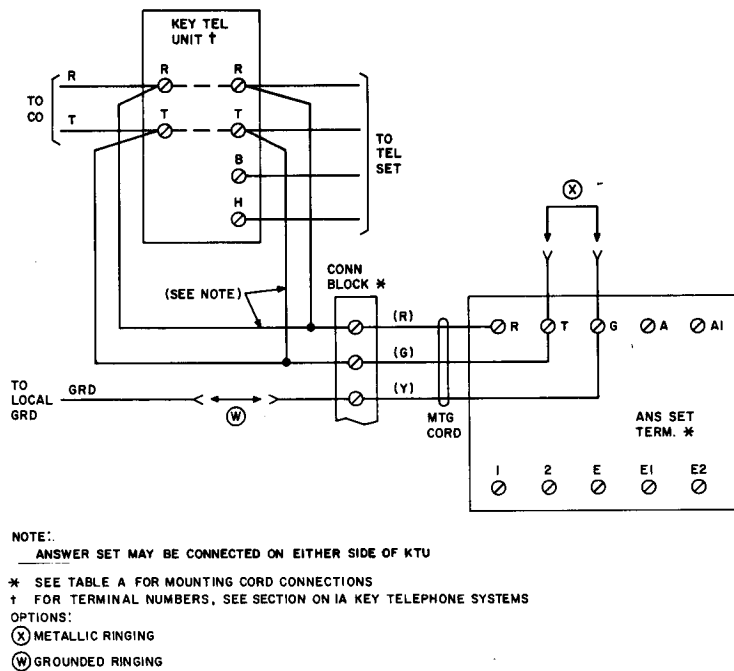 KEY TEL
UNIT †
R R R
TO
CO
T T T
TO
TEL
SET
B
H
X
CONN
BLOCK *
(SEE NOTE)
(R) R T G A A1
(G)
TO
LOCAL
GRD
GRD
(Y)
W
MTG
CORD
ANS SET
TERM. *
1 2 E E1 E2
NOTE:
ANSWER SET MAY BE CONNECTED ON EITHER SIDE OF KTU
* SEE TABLE A FOR MOUNTING CORD CONNECTIONS
† FOR TERMINAL NUMBERS, SEE SECTION ON IA KEY TELEPHONE SYSTEMS
OPTIONS:
X METALLIC RINGING
W GROUNDED RINGING